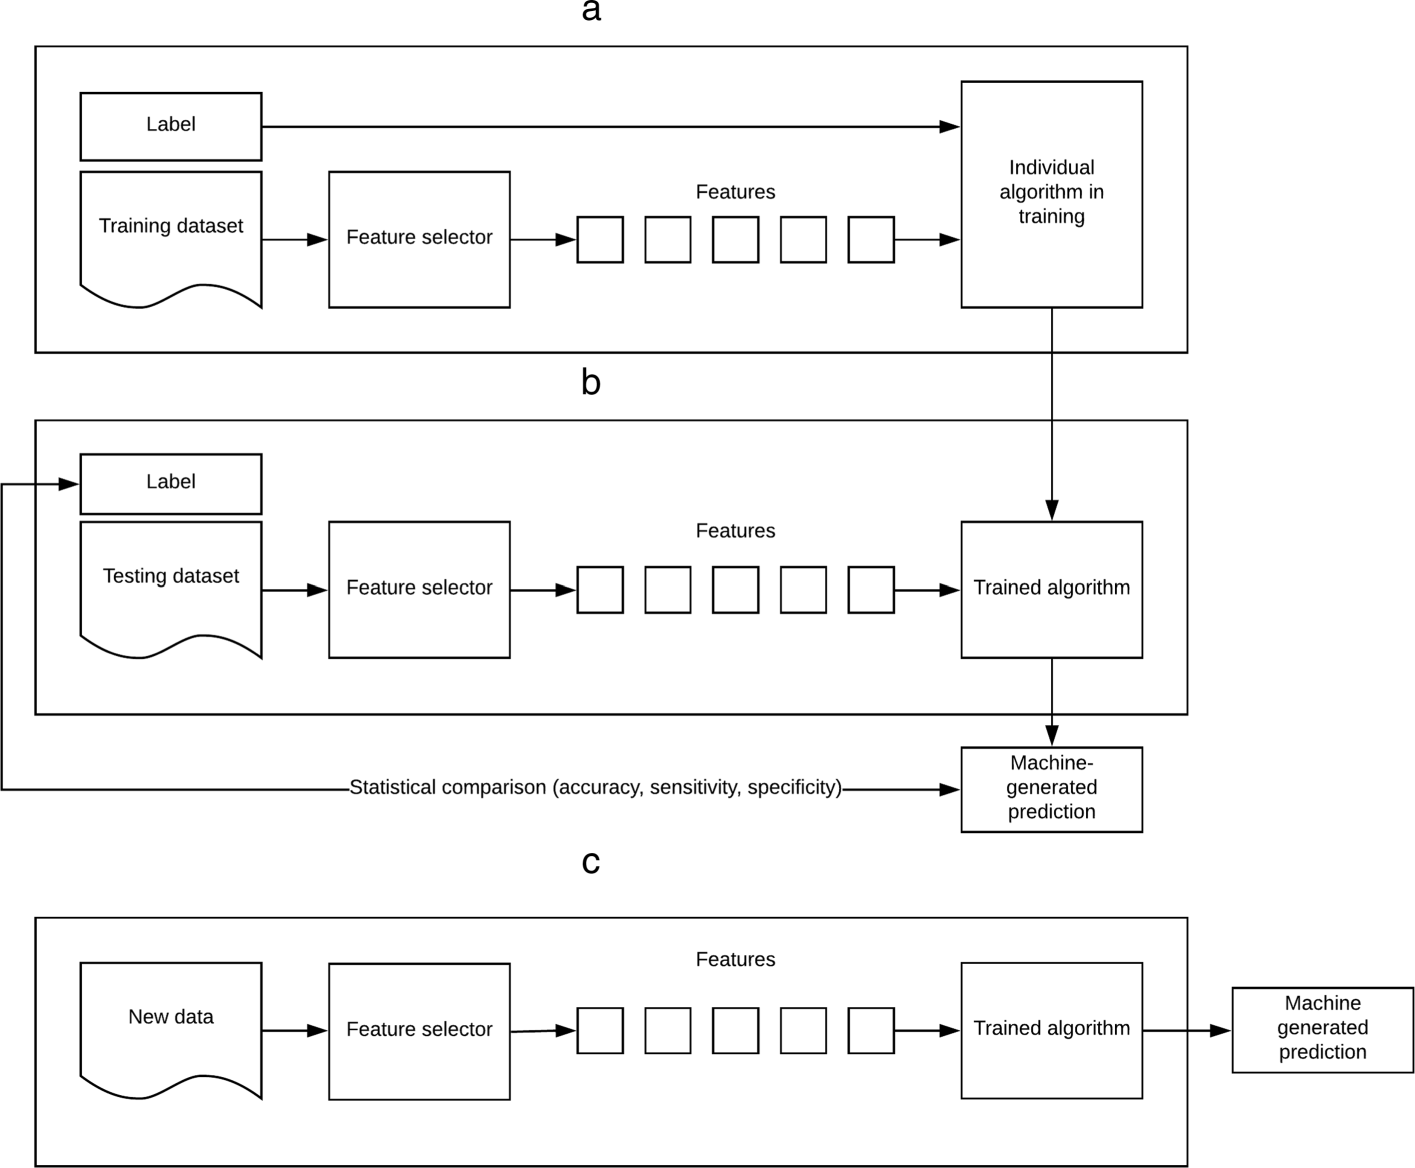 a
Label
Training dataset
Feature selector
Features
Individual
algorithm in
training
b
Label
Testing dataset
Feature selector
Features
Trained algorithm
Statistical comparison (accuracy, sensitivity, specificity)
Machine-
generated
prediction
c
New data
Feature selector
Features
Trained algorithm
Machine
generated
prediction